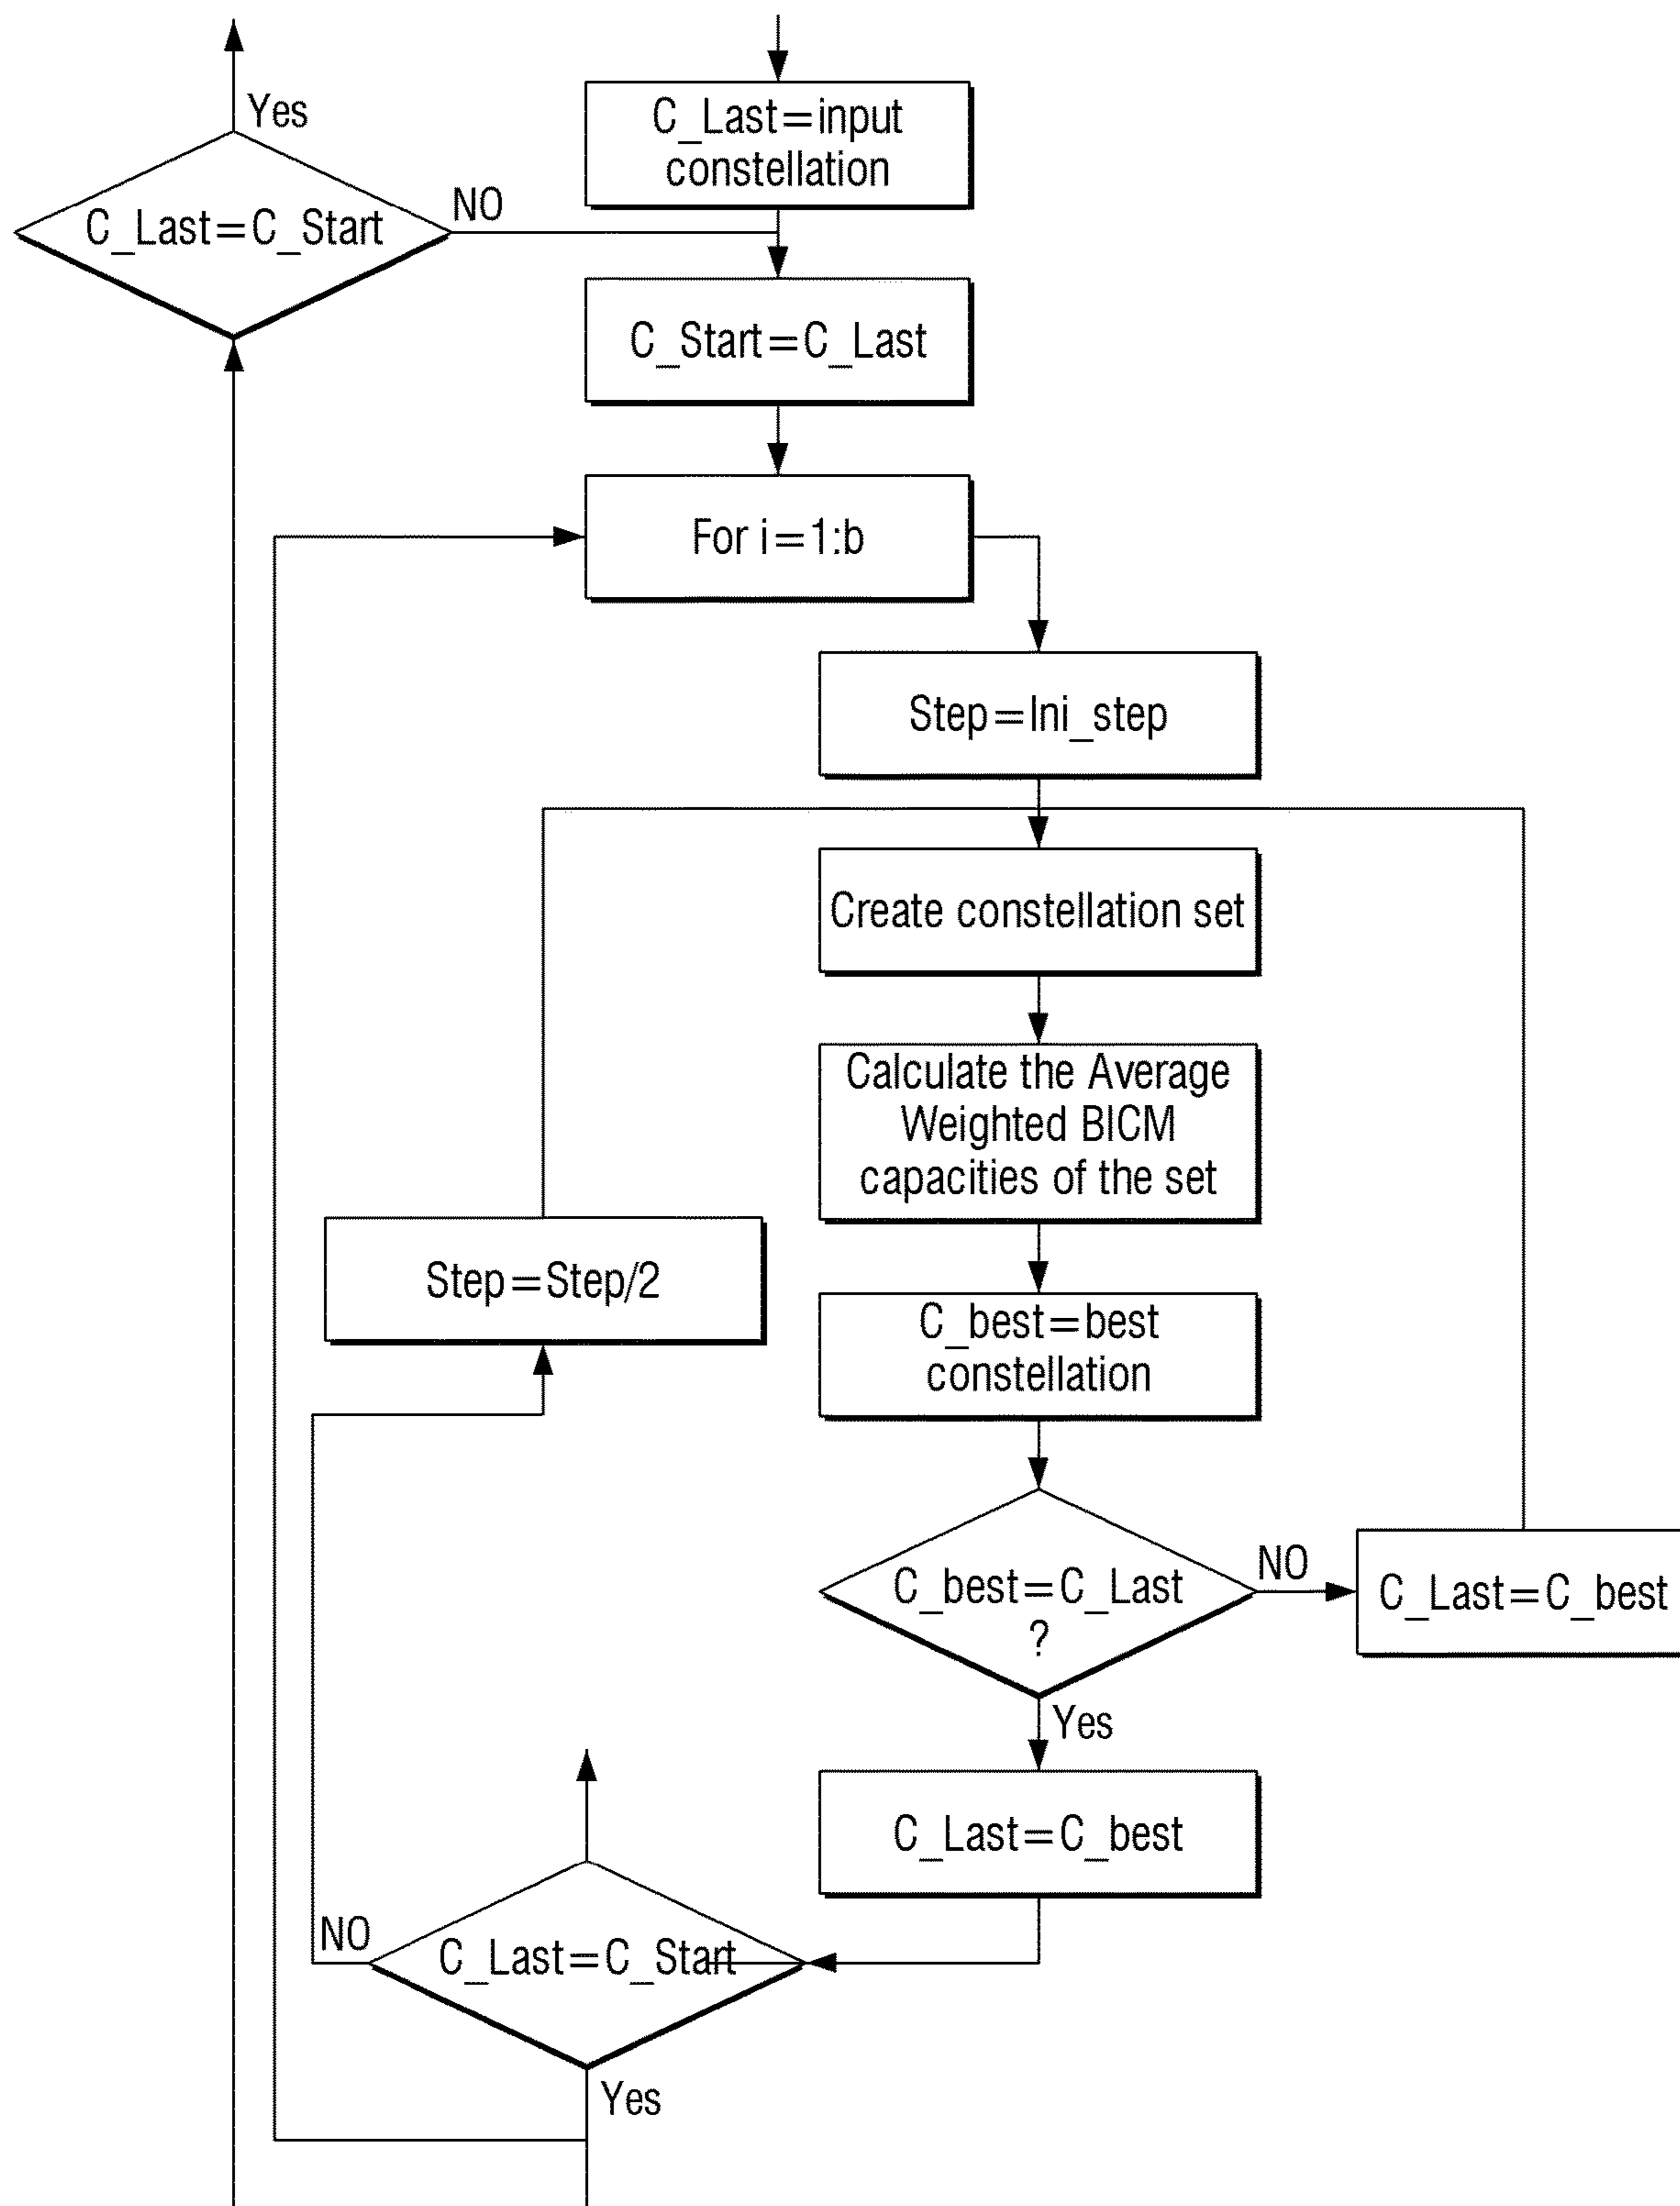 Yes
C_Last=input
constellation
C_Last=C_Start
NO
C_Start=C_Last
For i=1:b
Step=Ini_step
Create constellation set
Calculate the Average
Weighted BICM
capacities of the set
Step=Step/2
C_best=best
constellation
C_best=C_Last
?
NO
C_Last=C_best
Yes
C_Last=C_best
NO
C_Last=C_Start
Yes